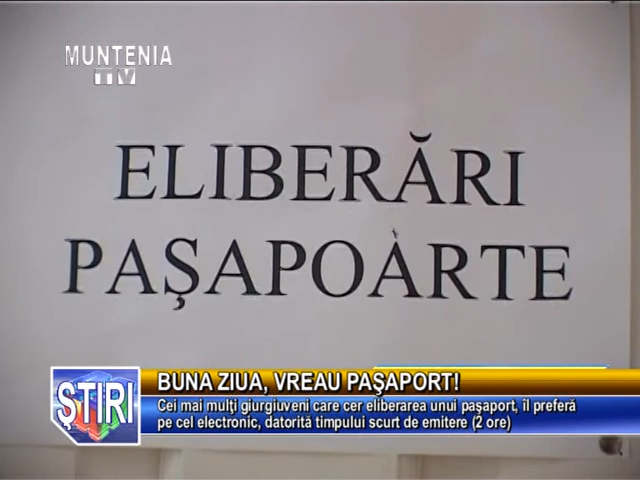 MUNTENIA
TV
ELIBERĂRI
PAŞAPOARTE
BUNA ZIUA, VREAU PAŞAPORT!
ŞTIRI
Cei mai mulţi giurgiuveni care cer eliberarea unui paşaport, îl preferă
pe cel electronic, datorită timpului scurt de emitere (2 ore)